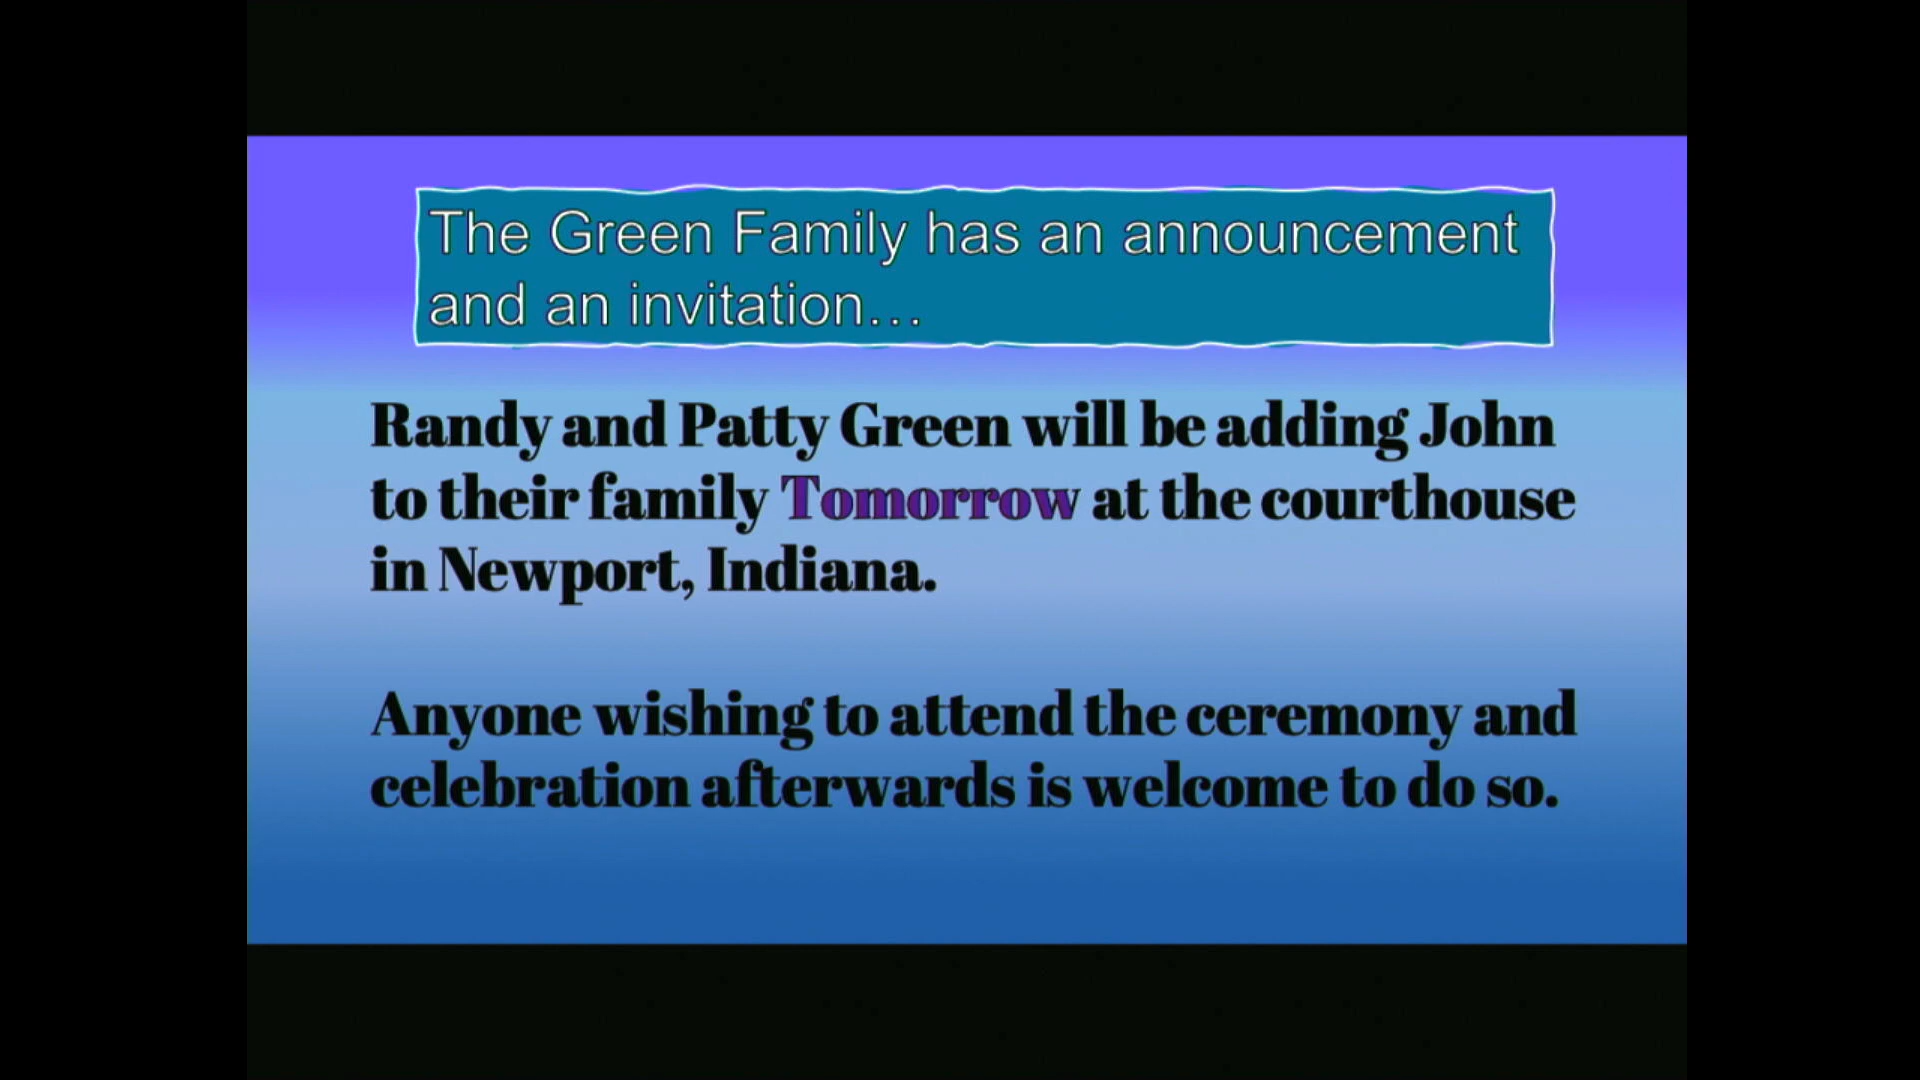 The Green Family has an announcement
and an invitation...
Randy and Patty Green will be adding John
to their family Tomorrow at the courthouse
in Newport, Indiana.
Anyone wishing to attend the ceremony and
celebration afterwards is welcome to do so.